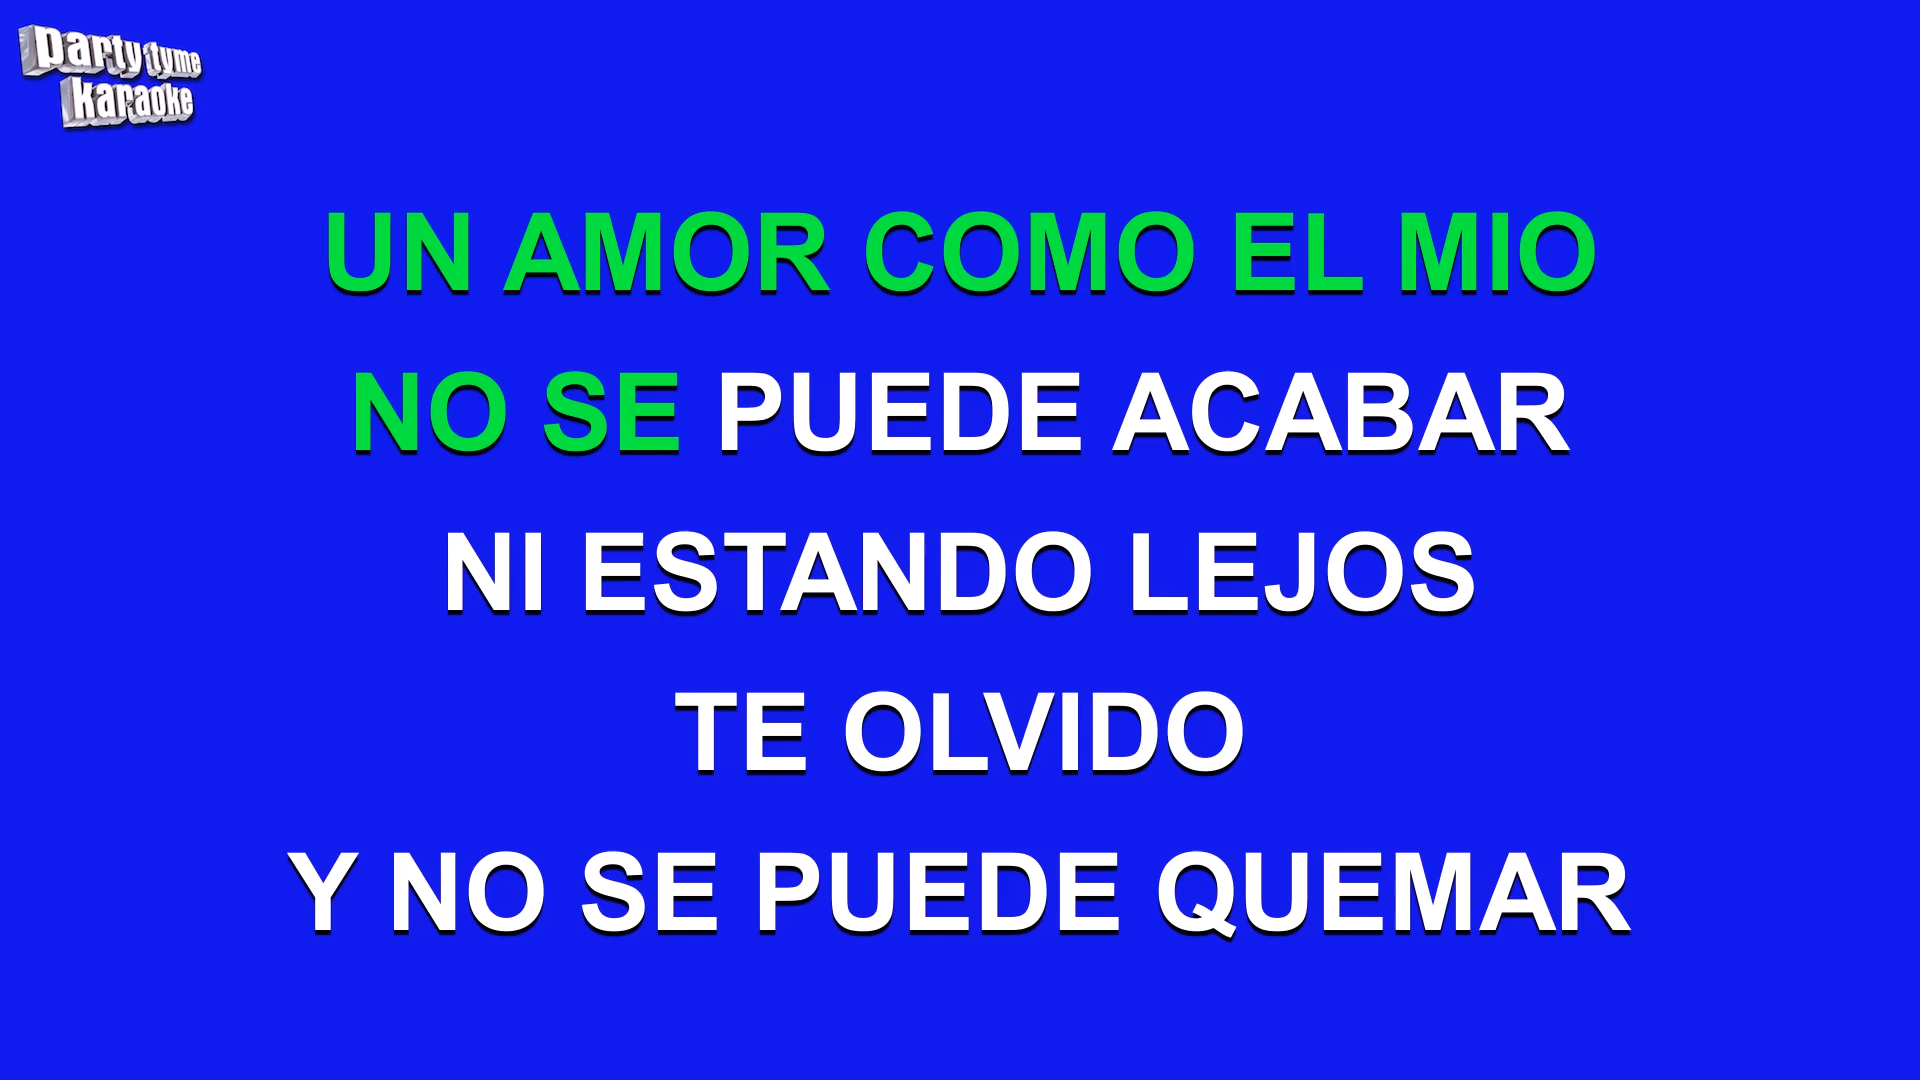 party tyme
karaoke
UN AMOR COMO EL MIO
NO SE PUEDE ACABAR
NI ESTANDO LEJOS
TE OLVIDO
Y NO SE PUEDE QUEMAR